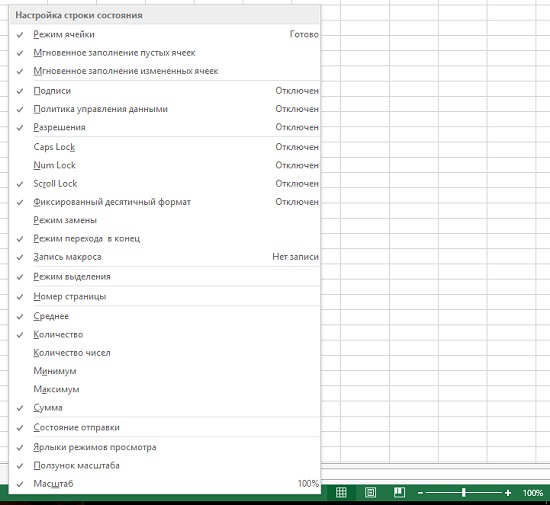 Настройка строки состояния
Режим ячейки Готово
Мгновенное заполнение пустых ячеек
Мгновенное заполнение измененных ячеек
Подписи Отключен
Политика управления данными Отключен
Разрешения Отключен
Caps Lock Отключен
Num Lock Отключен
Scroll Lock Отключен
Фиксированный десятичный формат Отключен
Режим замены
Режим перехода в конец
Запись макроса Нет записи
Режим выделения
Номер страницы
Среднее
Количество
Количество чисел
Минимум
Максимум
Сумма
Состояние отправки
Ярлыки режимов просмотра
Ползунок масштаба
Масштаб 100%
100%